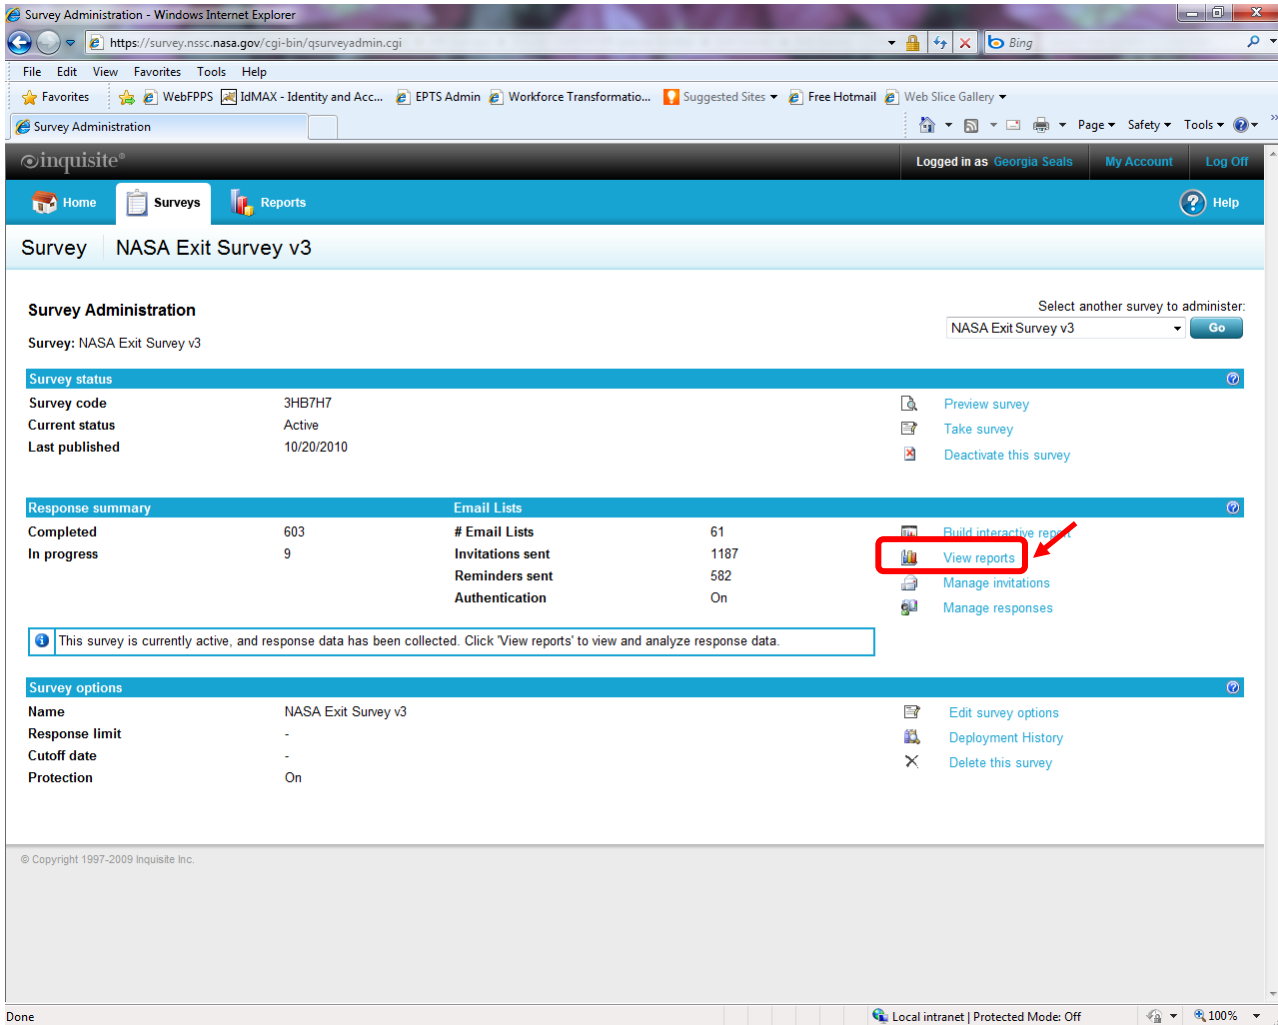 Survey Administration - Windows Internet Explorer
https://survey.nssc.nasa.gov/cgi-bin/qsurveyadmin.cgi
Bing
File Edit View Favorites Tools Help
Favorites WebFPPS IdMAX - Identity and Acc... EPTS Admin Workforce Transformatio... Suggested Sites Free Hotmail Web Slice Gallery
Survey Administration
Page Safety Tools »
inquisite®
Logged in as Georgia Seals My Account Log Off
Home Surveys Reports Help
Survey NASA Exit Survey v3
Survey Administration
Select another survey to administer:
NASA Exit Survey v3 Go
Survey: NASA Exit Survey v3
Survey status
Survey code 3HB7H7 Preview survey
Current status Active Take survey
Last published 10/20/2010 Deactivate this survey
Response summary Email Lists
Completed 603 # Email Lists 61 Build interactive report
In progress 9 Invitations sent 1187 View reports
Reminders sent 582 Manage invitations
Authentication On Manage responses
This survey is currently active, and response data has been collected. Click 'View reports' to view and analyze response data.
Survey options
Name NASA Exit Survey v3 Edit survey options
Response limit - Deployment History
Cutoff date - Delete this survey
Protection On
© Copyright 1997-2009 Inquisite Inc.
Done Local intranet | Protected Mode: Off 100%